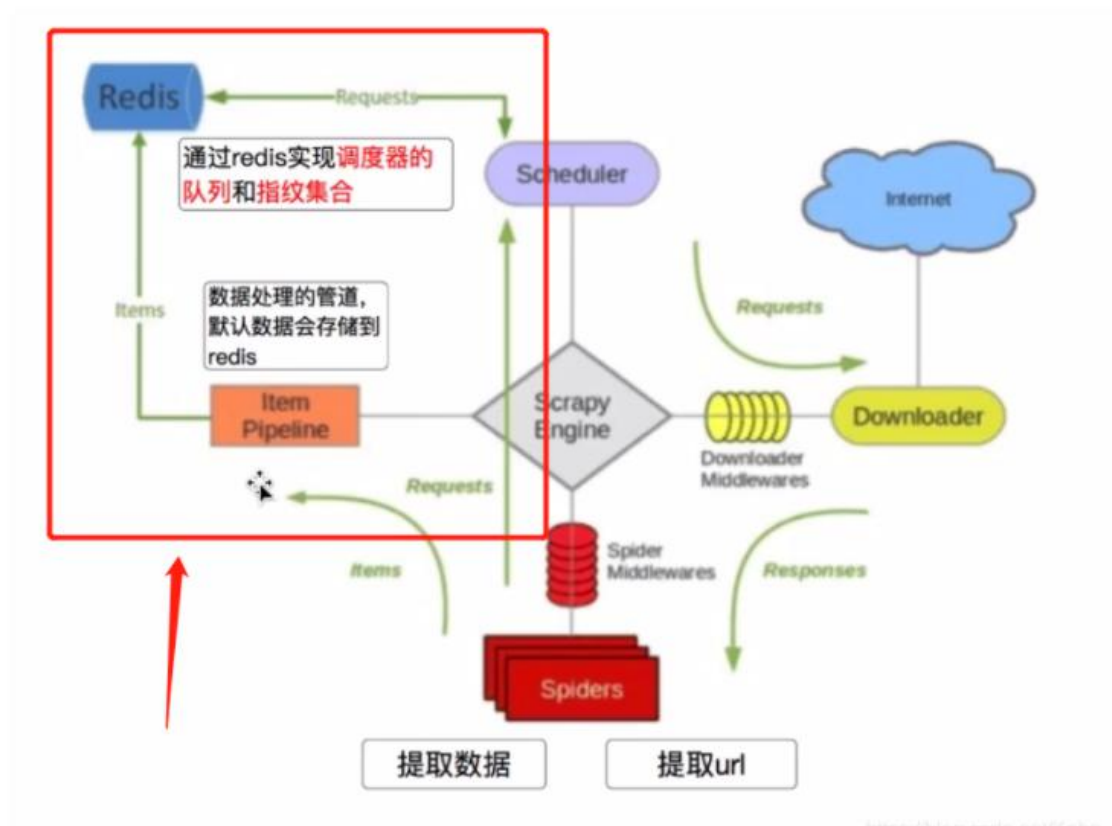 Redis
Requests
通过redis实现调度器的
队列和指纹集合
Scheduler
Internet
Items
数据处理的管道，
默认数据会存储到
redis
Requests
Item
Pipeline
Scrapy
Engine
Downloader
Downloader
Middlewares
Requests
Items
Spider
Middlewares
Responses
Spiders
提取数据
提取url